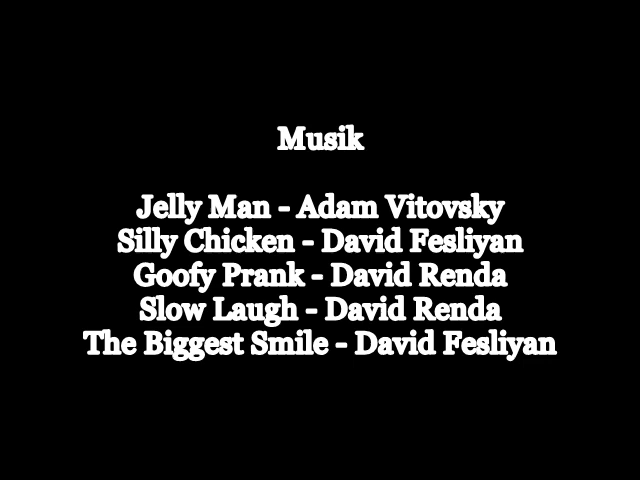 Musik
Jelly Man - Adam Vitovsky
Silly Chicken - David Fesliyan
Goofy Prank - David Renda
Slow Laugh - David Renda
The Biggest Smile - David Fesliyan